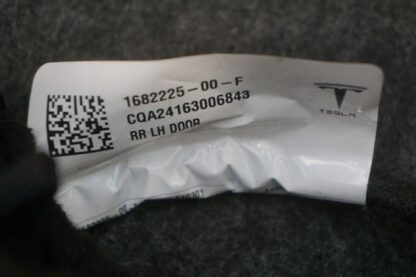 1682225-00-F
CQA24163006843
RR LH DOOR
TESLA